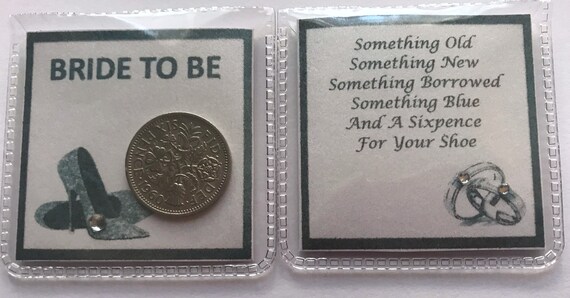 BRIDE TO BE
Something Old
Something New
Something Borrowed
Something Blue
And A Sixpence
For Your Shoe